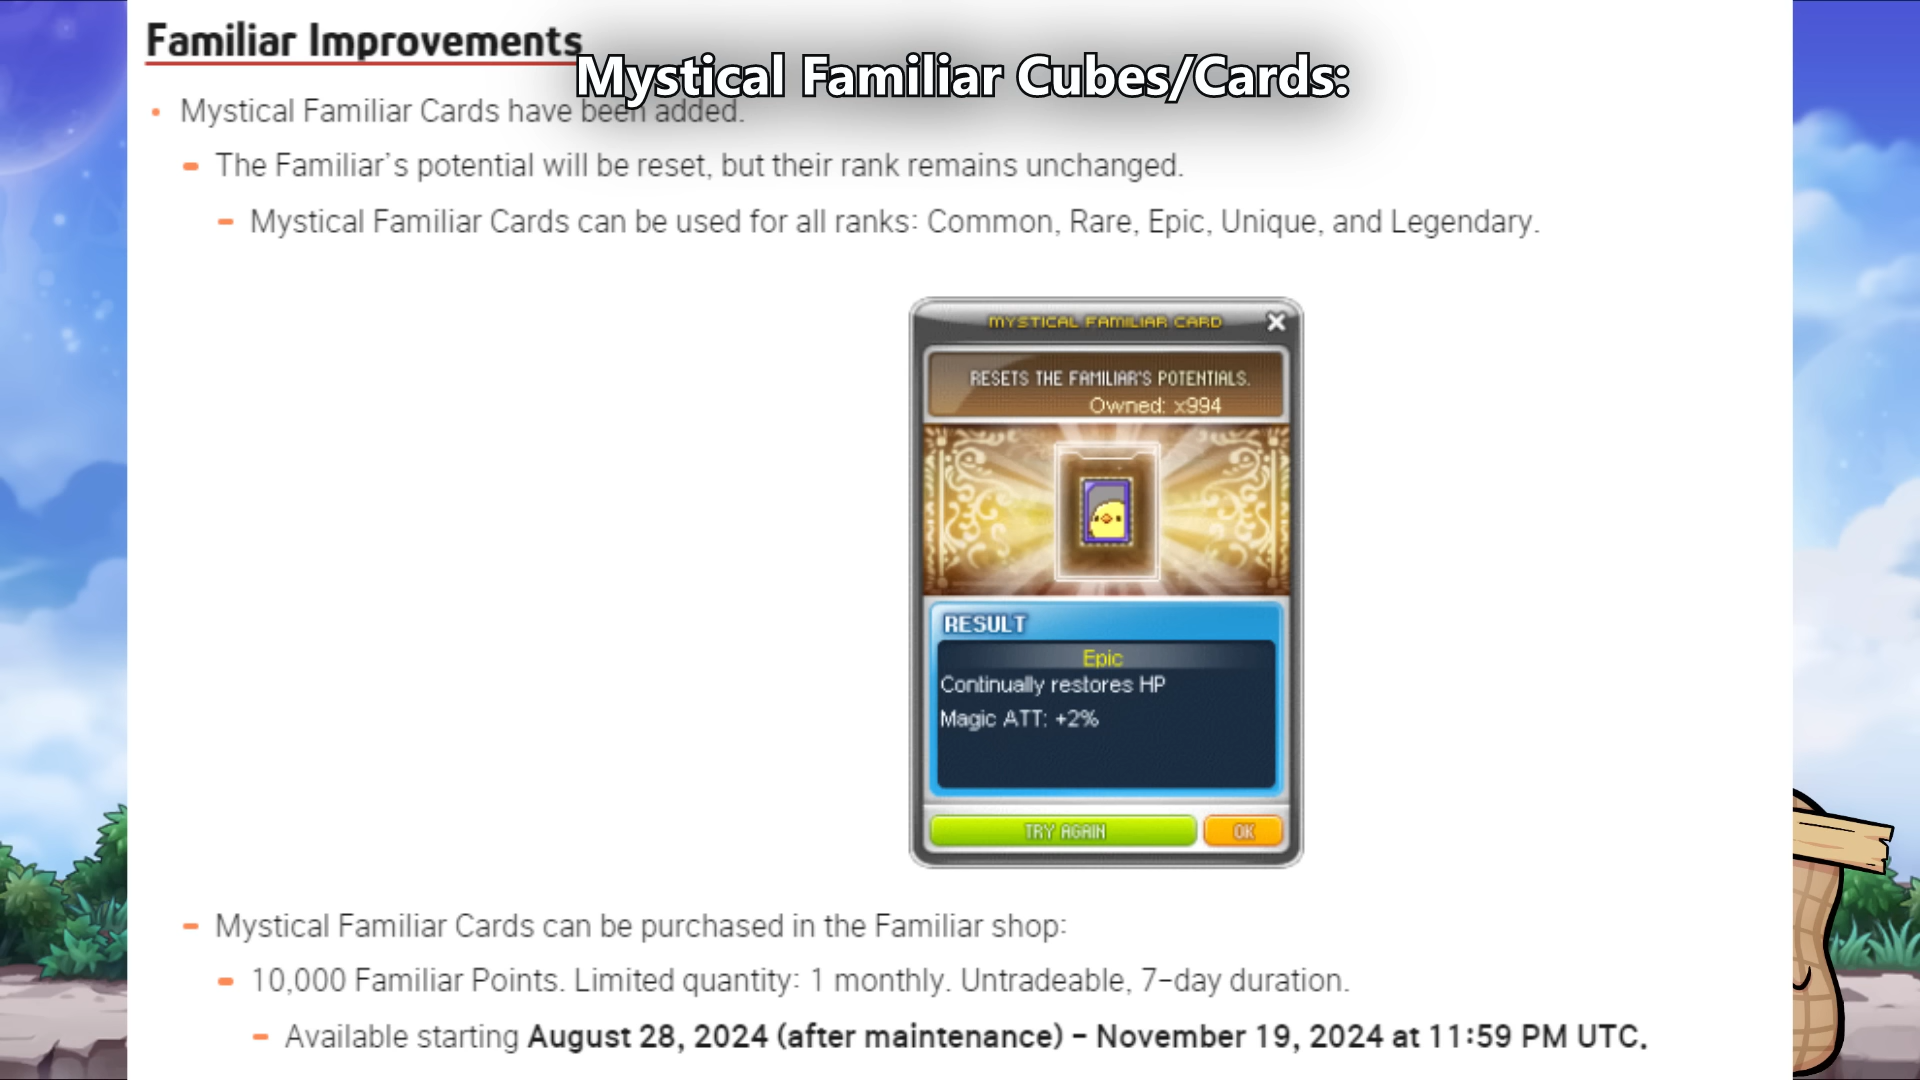 Familiar Improvements
Mystical Familiar Cubes/Cards:
Mystical Familiar Cards have been added.
The Familiar's potential will be reset, but their rank remains unchanged.
Mystical Familiar Cards can be used for all ranks: Common, Rare, Epic, Unique, and Legendary.
MYSTICAL FAMILIAR CARD
RESETS THE FAMILIAR'S POTENTIALS.
Owned: x994
RESULT
Epic
Continually restores HP
Magic ATT: +2%
TRY AGAIN
OK
Mystical Familiar Cards can be purchased in the Familiar shop:
10,000 Familiar Points. Limited quantity: 1 monthly. Untradeable, 7-day duration.
Available starting August 28, 2024 (after maintenance) - November 19, 2024 at 11:59 PM UTC.